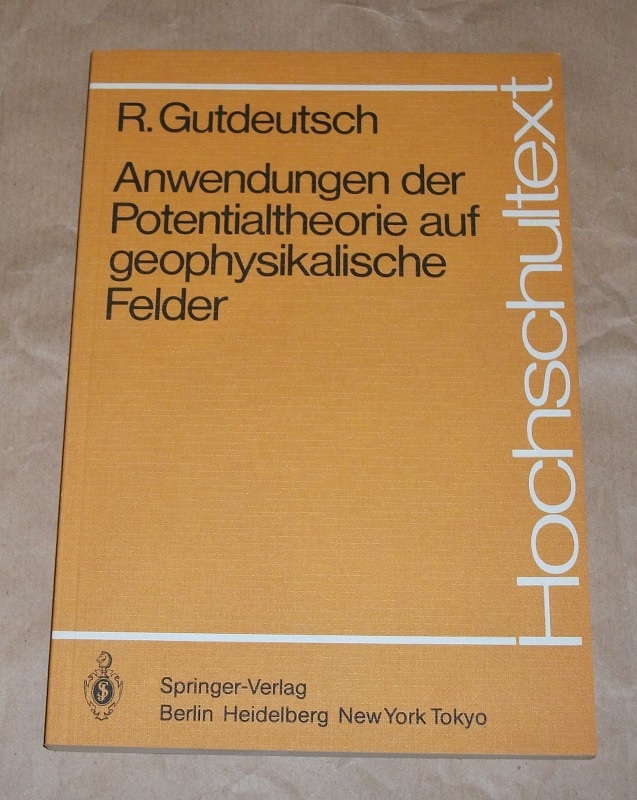 R. Gutdeutsch
Anwendungen der
Potentialtheorie auf
geophysikalische
Felder
Hochschultext
Springer-Verlag
Berlin Heidelberg New York Tokyo